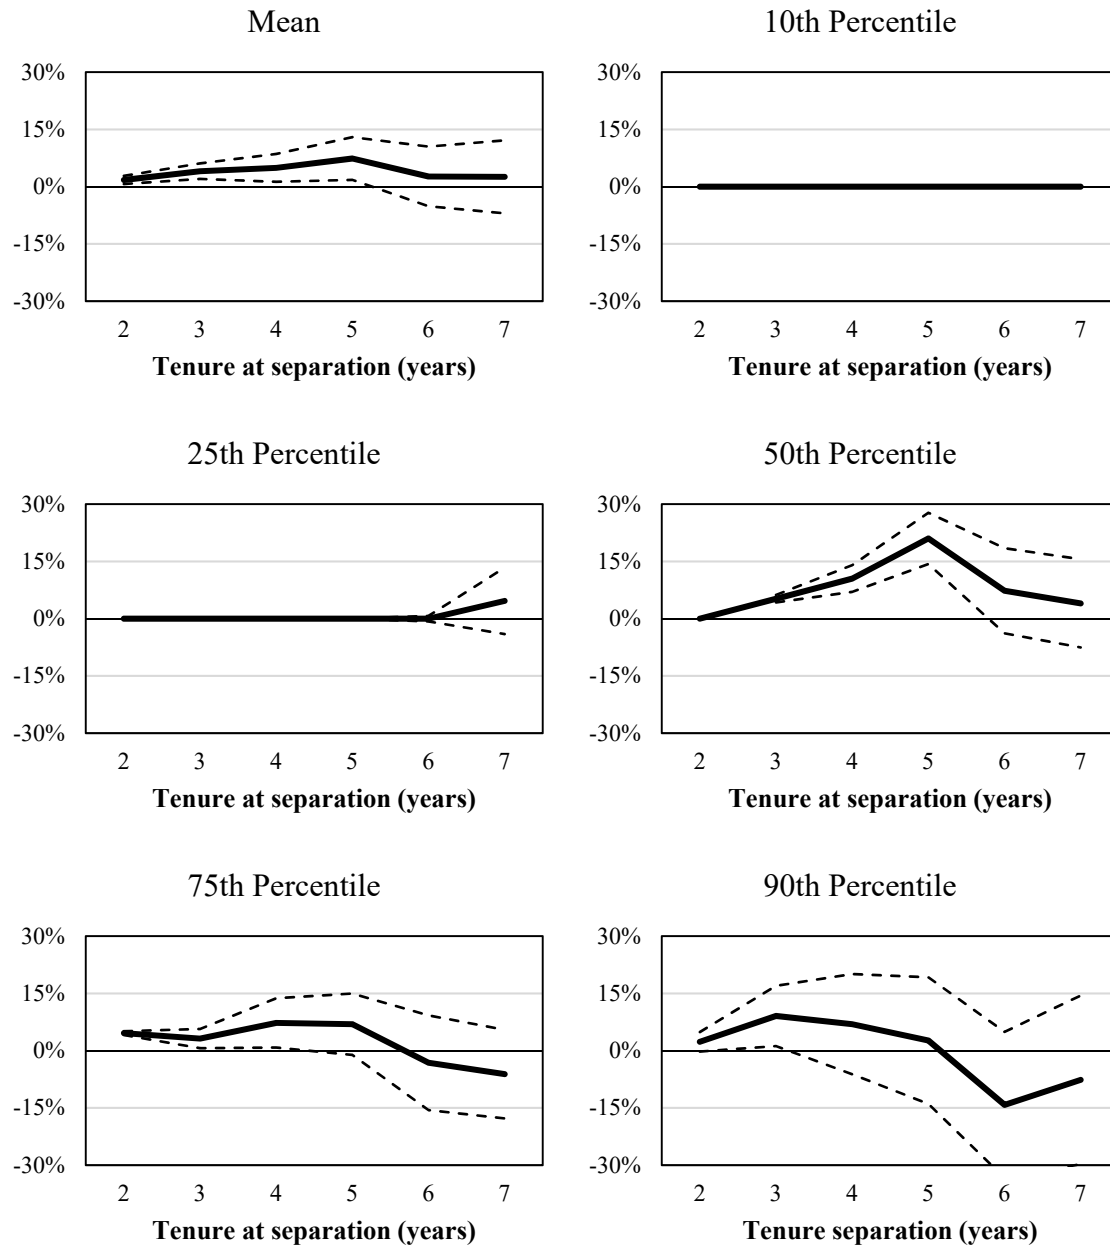 Mean
30%
15%
0%
-15%
-30%
2 3 4 5 6 7
Tenure at separation (years)
10th Percentile
30%
15%
0%
-15%
-30%
2 3 4 5 6 7
Tenure at separation (years)
25th Percentile
30%
15%
0%
-15%
-30%
2 3 4 5 6 7
Tenure at separation (years)
50th Percentile
30%
15%
0%
-15%
-30%
2 3 4 5 6 7
Tenure at separation (years)
75th Percentile
30%
15%
0%
-15%
-30%
2 3 4 5 6 7
Tenure at separation (years)
90th Percentile
30%
15%
0%
-15%
-30%
2 3 4 5 6 7
Tenure separation (years)